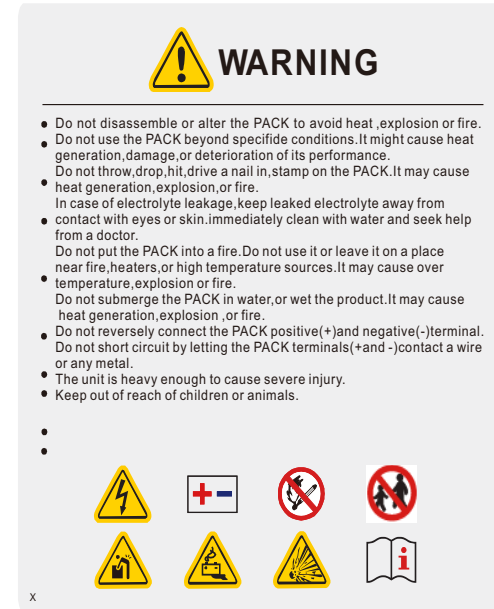 WARNING
● Do not disassemble or alter the PACK to avoid heat ,explosion or fire.
● Do not use the PACK beyond specifide conditions.It might cause heat
generation,damage,or deterioration of its performance.
Do not throw,drop,hit,drive a nail in,stamp on the PACK.It may cause
● heat generation,explosion,or fire.
In case of electrolyte leakage,keep leaked electrolyte away from
● contact with eyes or skin.immediately clean with water and seek help
from a doctor.
Do not put the PACK into a fire.Do not use it or leave it on a place
near fire,heaters,or high temperature sources.It may cause over
● temperature,explosion or fire.
Do not submerge the PACK in water,or wet the product.It may cause
heat generation,explosion ,or fire.
● Do not reversely connect the PACK positive(+)and negative(-)terminal.
Do not short circuit by letting the PACK terminals(+and -)contact a wire
or any metal.
● The unit is heavy enough to cause severe injury.
● Keep out of reach of children or animals.
●
●
+ -
i
X